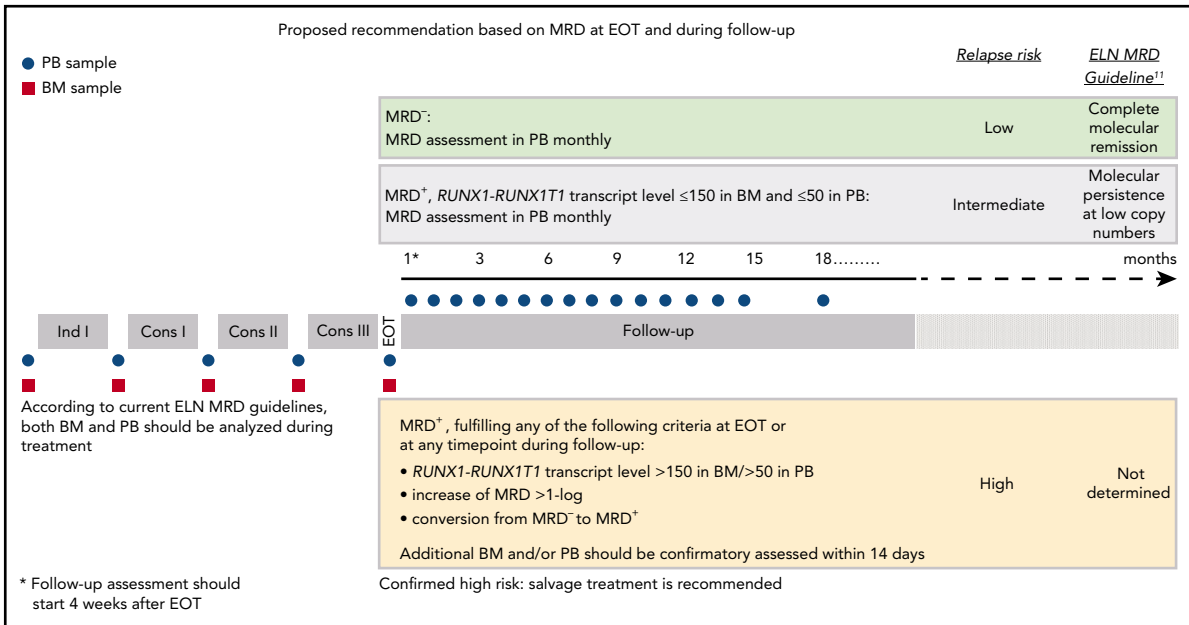 Proposed recommendation based on MRD at EOT and during follow-up
PB sample
BM sample
Relapse risk
ELN MRD
Guideline¹¹
MRD⁻:
MRD assessment in PB monthly
Low
Complete
molecular
remission
MRD⁺, RUNX1-RUNX1T1 transcript level ≤150 in BM and ≤50 in PB:
MRD assessment in PB monthly
Intermediate
Molecular
persistence
at low copy
numbers
1* 3 6 9 12 15 18......... months
Ind I Cons I Cons II Cons III EOT Follow-up
According to current ELN MRD guidelines,
both BM and PB should be analyzed during
treatment
MRD⁺, fulfilling any of the following criteria at EOT or
at any timepoint during follow-up:
• RUNX1-RUNX1T1 transcript level >150 in BM/>50 in PB
• increase of MRD >1-log
• conversion from MRD⁻ to MRD⁺
Additional BM and/or PB should be confirmatory assessed within 14 days
High
Not
determined
* Follow-up assessment should
start 4 weeks after EOT
Confirmed high risk: salvage treatment is recommended